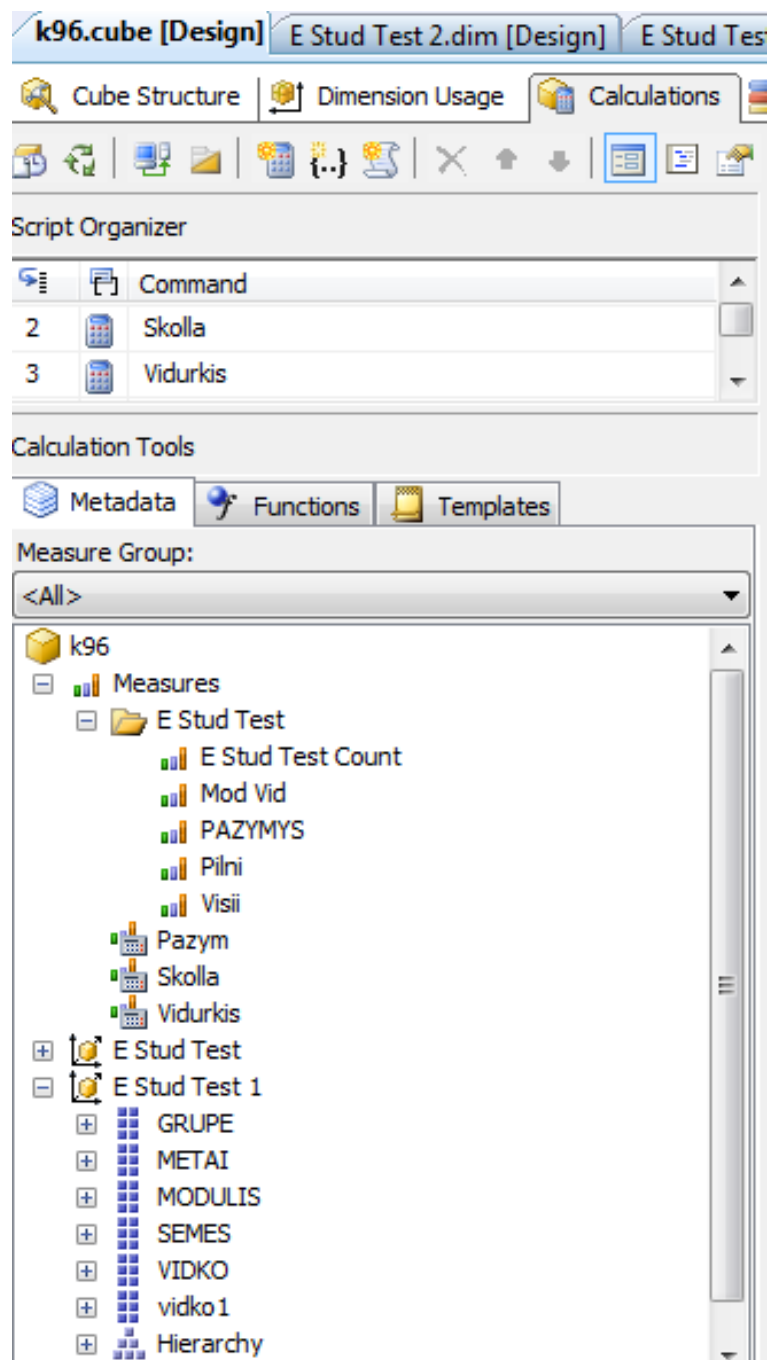 k96.cube [Design] E Stud Test 2.dim [Design] E Stud Tes
Cube Structure Dimension Usage Calculations
{..}
Script Organizer
Command
2 Skolla
3 Vidurkis
Calculation Tools
Metadata Functions Templates
Measure Group:
<All>
k96
Measures
E Stud Test
E Stud Test Count
Mod Vid
PAZYMYS
Pilni
Visii
Pazym
Skolla
Vidurkis
E Stud Test
E Stud Test 1
GRUPE
METAI
MODULIS
SEMES
VIDKO
vidko1
Hierarchy